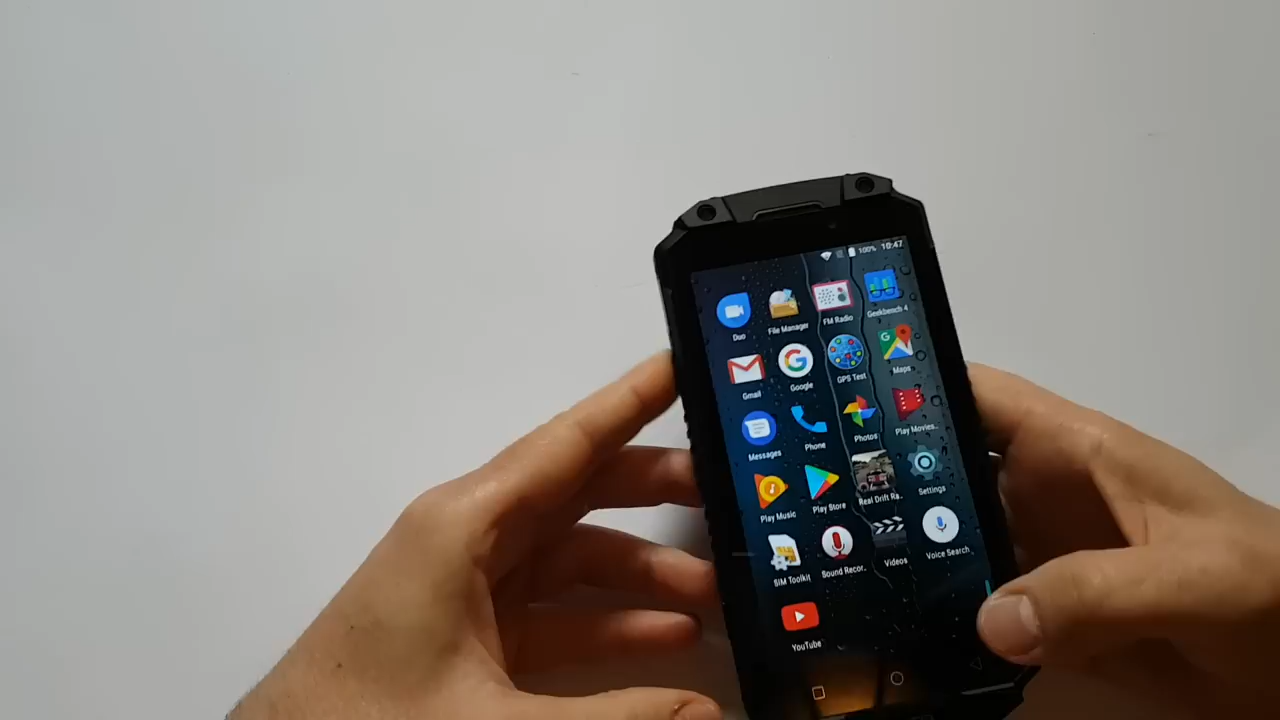 100% 10:47
Duo File Manager FM Radio Geekbench 4
Gmail Google GPS Test Maps
Messages Phone Photos Play Movies..
Play Music Play Store Real Drift Ra.. Settings
SIM Toolkit Sound Recor.. Videos Voice Search
YouTube